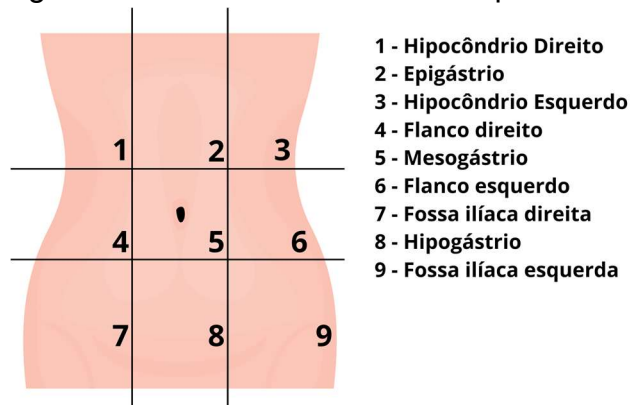 1 - Hipocôndrio Direito
2 - Epigástrio
3 - Hipocôndrio Esquerdo
4 - Flanco direito
5 - Mesogástrio
6 - Flanco esquerdo
7 - Fossa ilíaca direita
8 - Hipogástrio
9 - Fossa ilíaca esquerda
1 2 3
4 5 6
7 8 9